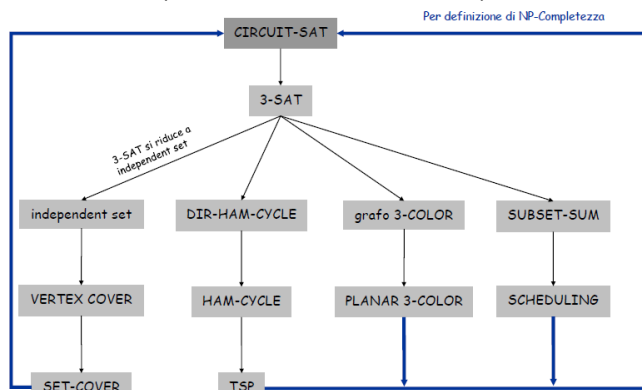 Per definizione di NP-Completezza
CIRCUIT-SAT
3-SAT
3-SAT si riduce a
independent set
independent set
DIR-HAM-CYCLE
grafo 3-COLOR
SUBSET-SUM
VERTEX COVER
HAM-CYCLE
PLANAR 3-COLOR
SCHEDULING
SET-COVER
TSP